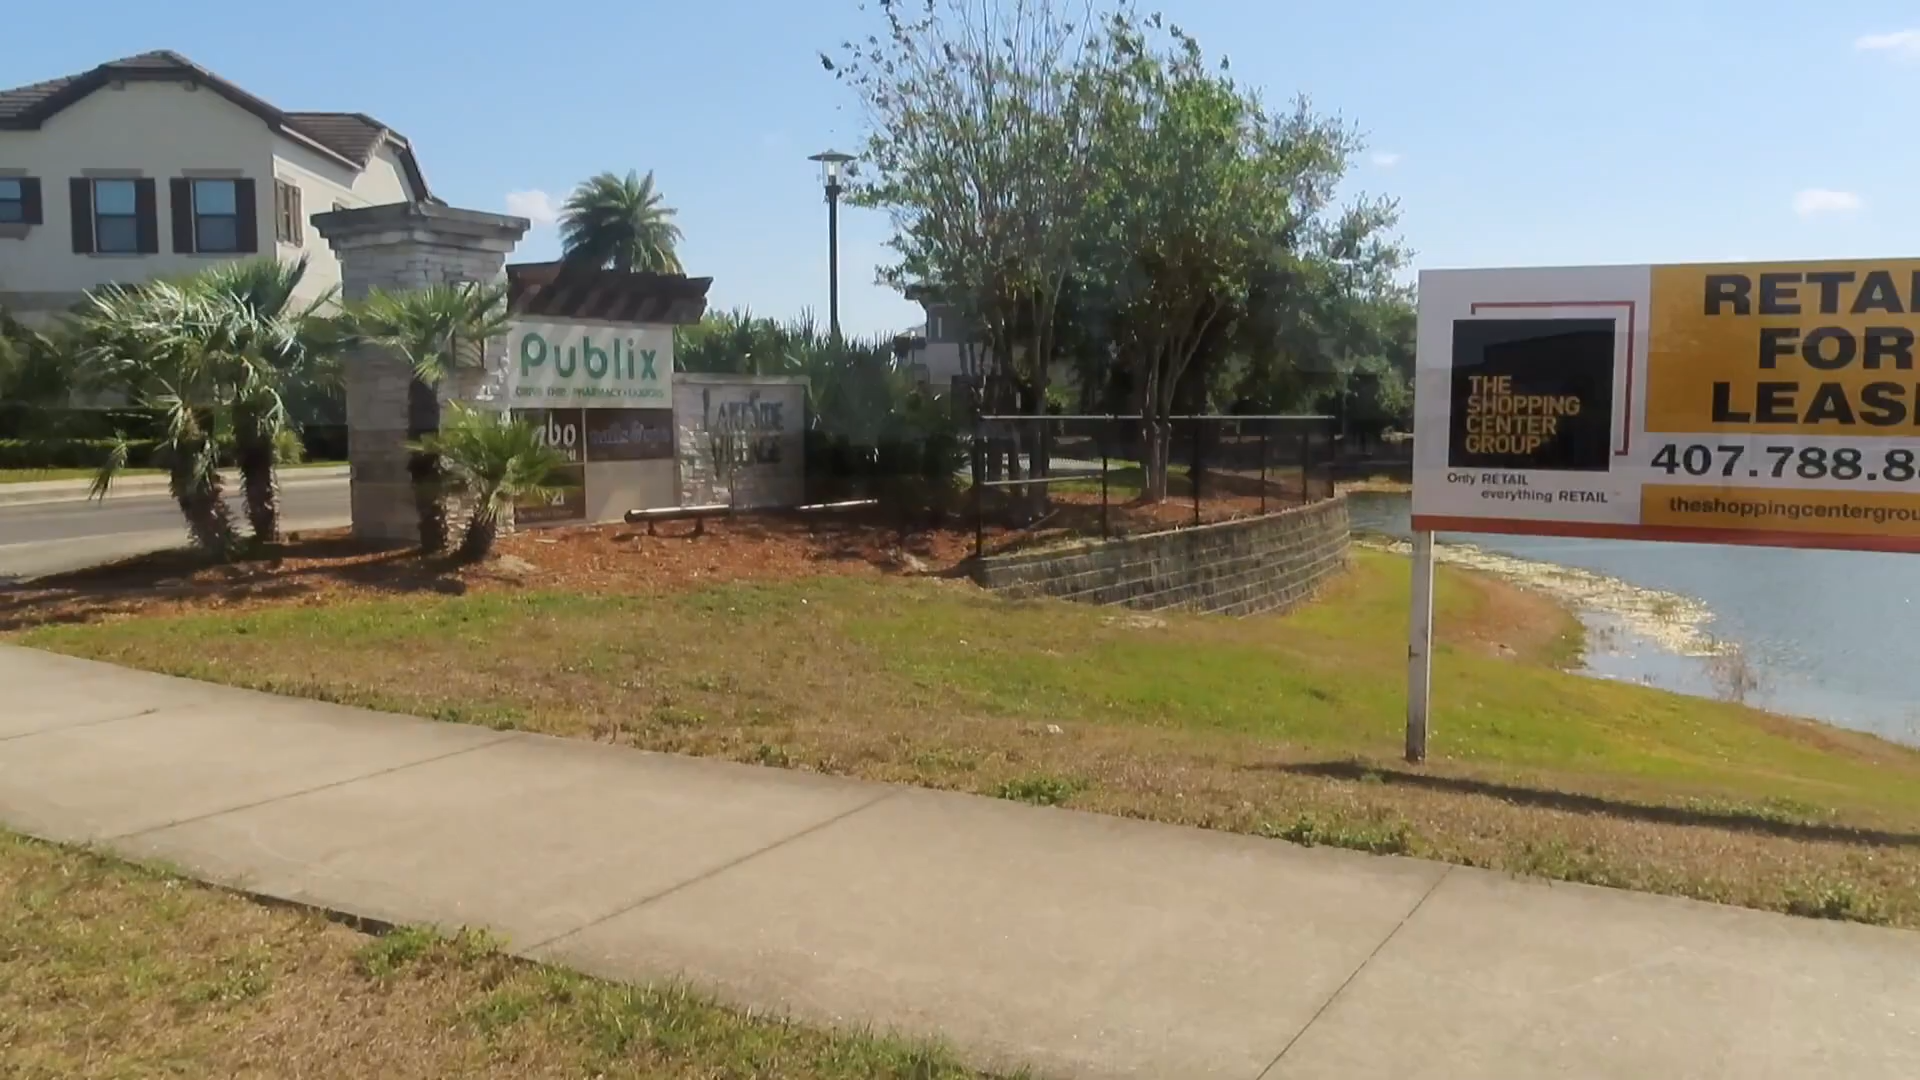 Publix
DRIVE THRU PHARMACY • LIQUORS
LAKESIDE
VILLAGE
THE
SHOPPING
CENTER
GROUP
Only RETAIL
everything RETAIL
RETAI
FOR
LEAS
407.788.8
theshoppingcentergrou